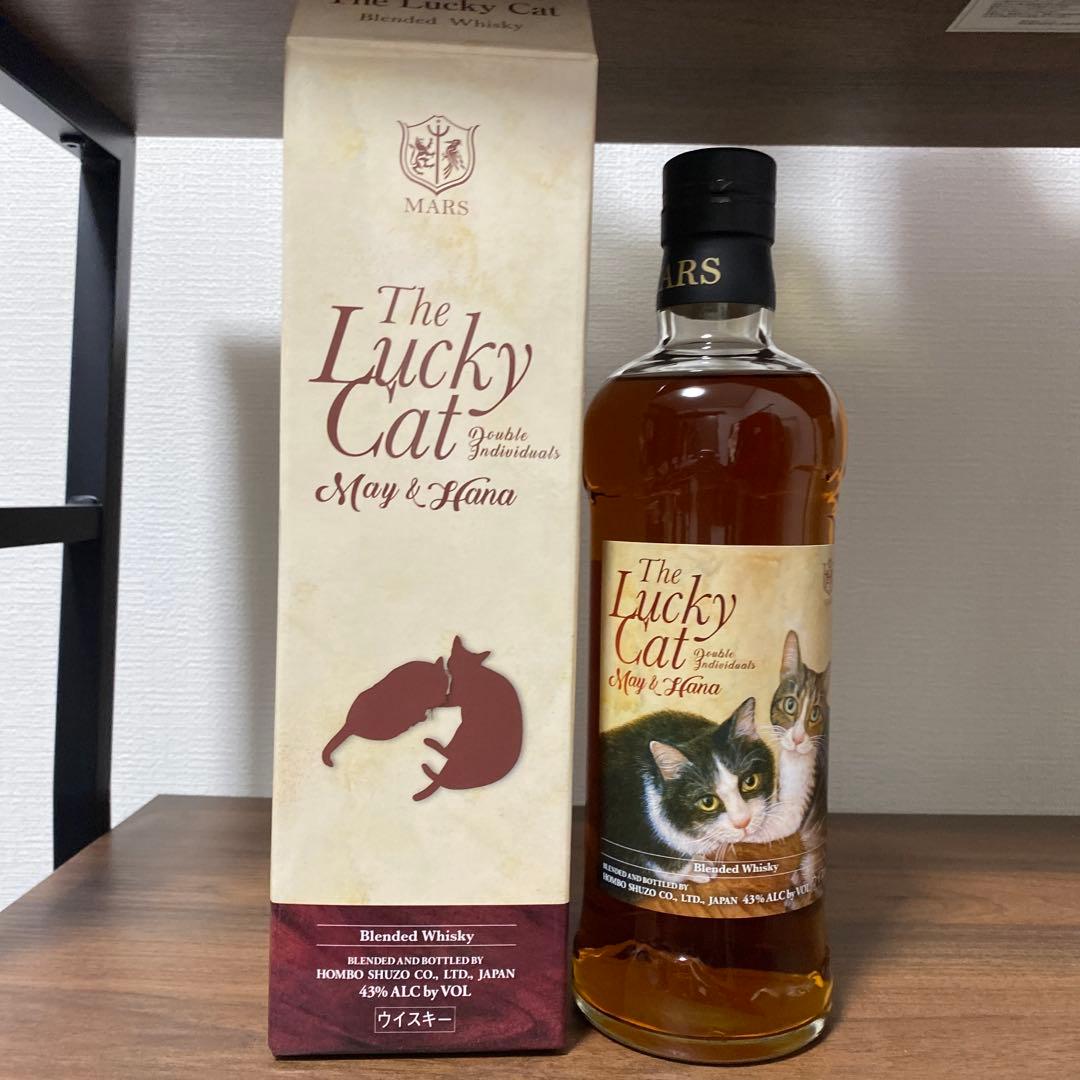 The Lucky Cat
Blended Whisky
MARS
The
Lucky
Cat
Double
Individuals
May & Hana
Blended Whisky
BLENDED AND BOTTLED BY
HOMBO SHUZO CO., LTD., JAPAN
43% ALC by VOL
ウイスキー
ARS
The
Lucky
Cat
Double
Individuals
May & Hana
Blended Whisky
BLENDED AND BOTTLED BY
HOMBO SHUZO CO., LTD., JAPAN 43% ALC by VOL